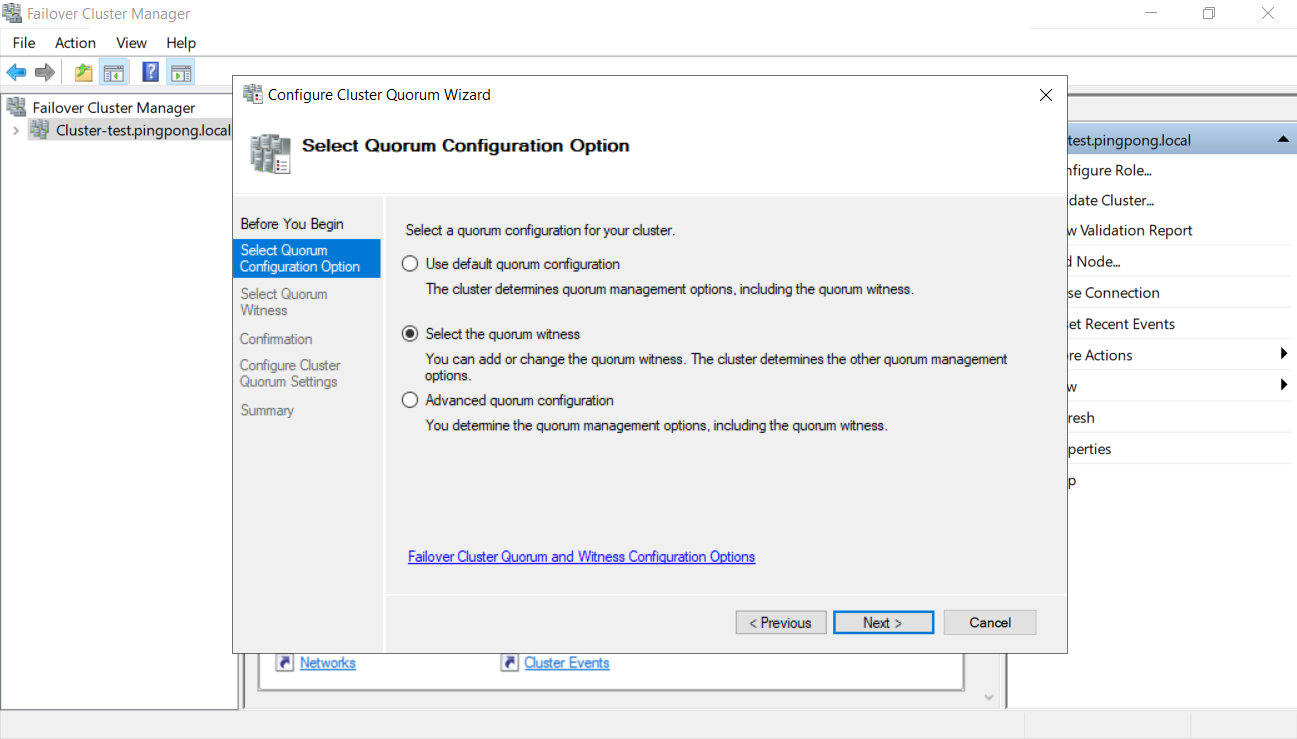 Failover Cluster Manager
File Action View Help
Failover Cluster Manager
Cluster-test.pingpong.local
Configure Cluster Quorum Wizard
Select Quorum Configuration Option
Before You Begin
Select Quorum
Configuration Option
Select Quorum
Witness
Confirmation
Configure Cluster
Quorum Settings
Summary
Select a quorum configuration for your cluster.
Use default quorum configuration
The cluster determines quorum management options, including the quorum witness.
Select the quorum witness
You can add or change the quorum witness. The cluster determines the other quorum management
options.
Advanced quorum configuration
You determine the quorum management options, including the quorum witness.
Failover Cluster Quorum and Witness Configuration Options
< Previous
Next >
Cancel
Networks
Cluster Events
test.pingpong.local
nfigure Role...
date Cluster...
w Validation Report
d Node...
se Connection
et Recent Events
re Actions
w
resh
perties
p